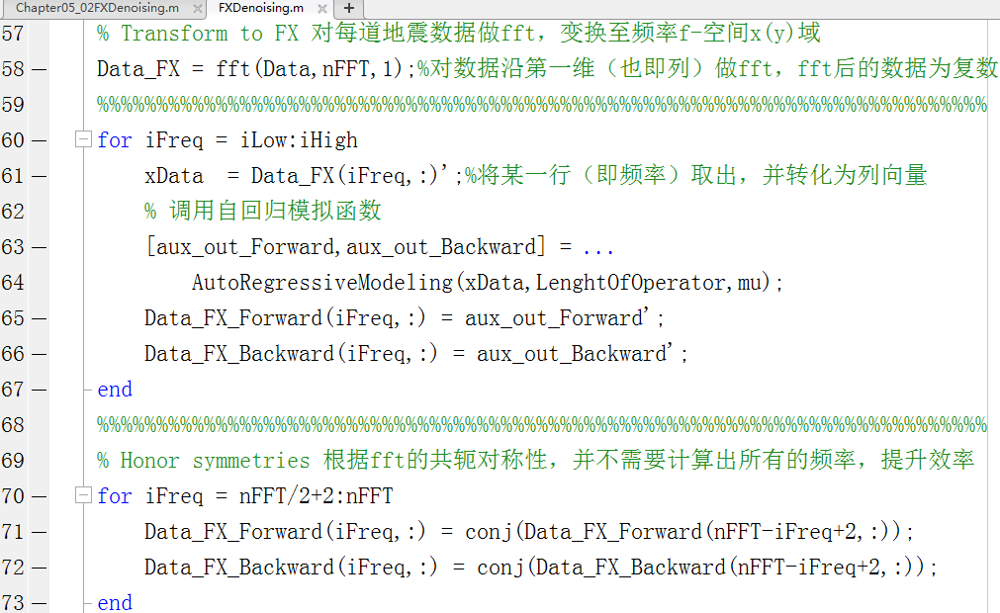 Chapter05_02FXDenoising.m × FXDenoising.m × +
57 % Transform to FX 对每道地震数据做fft，变换至频率f-空间x(y)域
58 — Data_FX = fft(Data,nFFT,1);%对数据沿第一维（也即列）做fft，fft后的数据为复数
59 %%%%%%%%%%%%%%%%%%%%%%%%%%%%%%%%%%%%%%%%%%%%%%%%%%%%%%%%%%%%%%%%%%%%%%%%%%%
60 — for iFreq = iLow:iHigh
61 — xData  = Data_FX(iFreq,:)';%将某一行（即频率）取出，并转化为列向量
62 % 调用自回归模拟函数
63 — [aux_out_Forward,aux_out_Backward] = ...
64 AutoRegressiveModeling(xData,LenghtOfOperator,mu);
65 — Data_FX_Forward(iFreq,:) = aux_out_Forward';
66 — Data_FX_Backward(iFreq,:) = aux_out_Backward';
67 — end
68 %%%%%%%%%%%%%%%%%%%%%%%%%%%%%%%%%%%%%%%%%%%%%%%%%%%%%%%%%%%%%%%%%%%%%%%%%%%
69 % Honor symmetries 根据fft的共轭对称性，并不需要计算出所有的频率，提升效率
70 — for iFreq = nFFT/2+2:nFFT
71 — Data_FX_Forward(iFreq,:) = conj(Data_FX_Forward(nFFT-iFreq+2,:));
72 — Data_FX_Backward(iFreq,:) = conj(Data_FX_Backward(nFFT-iFreq+2,:));
73 — end